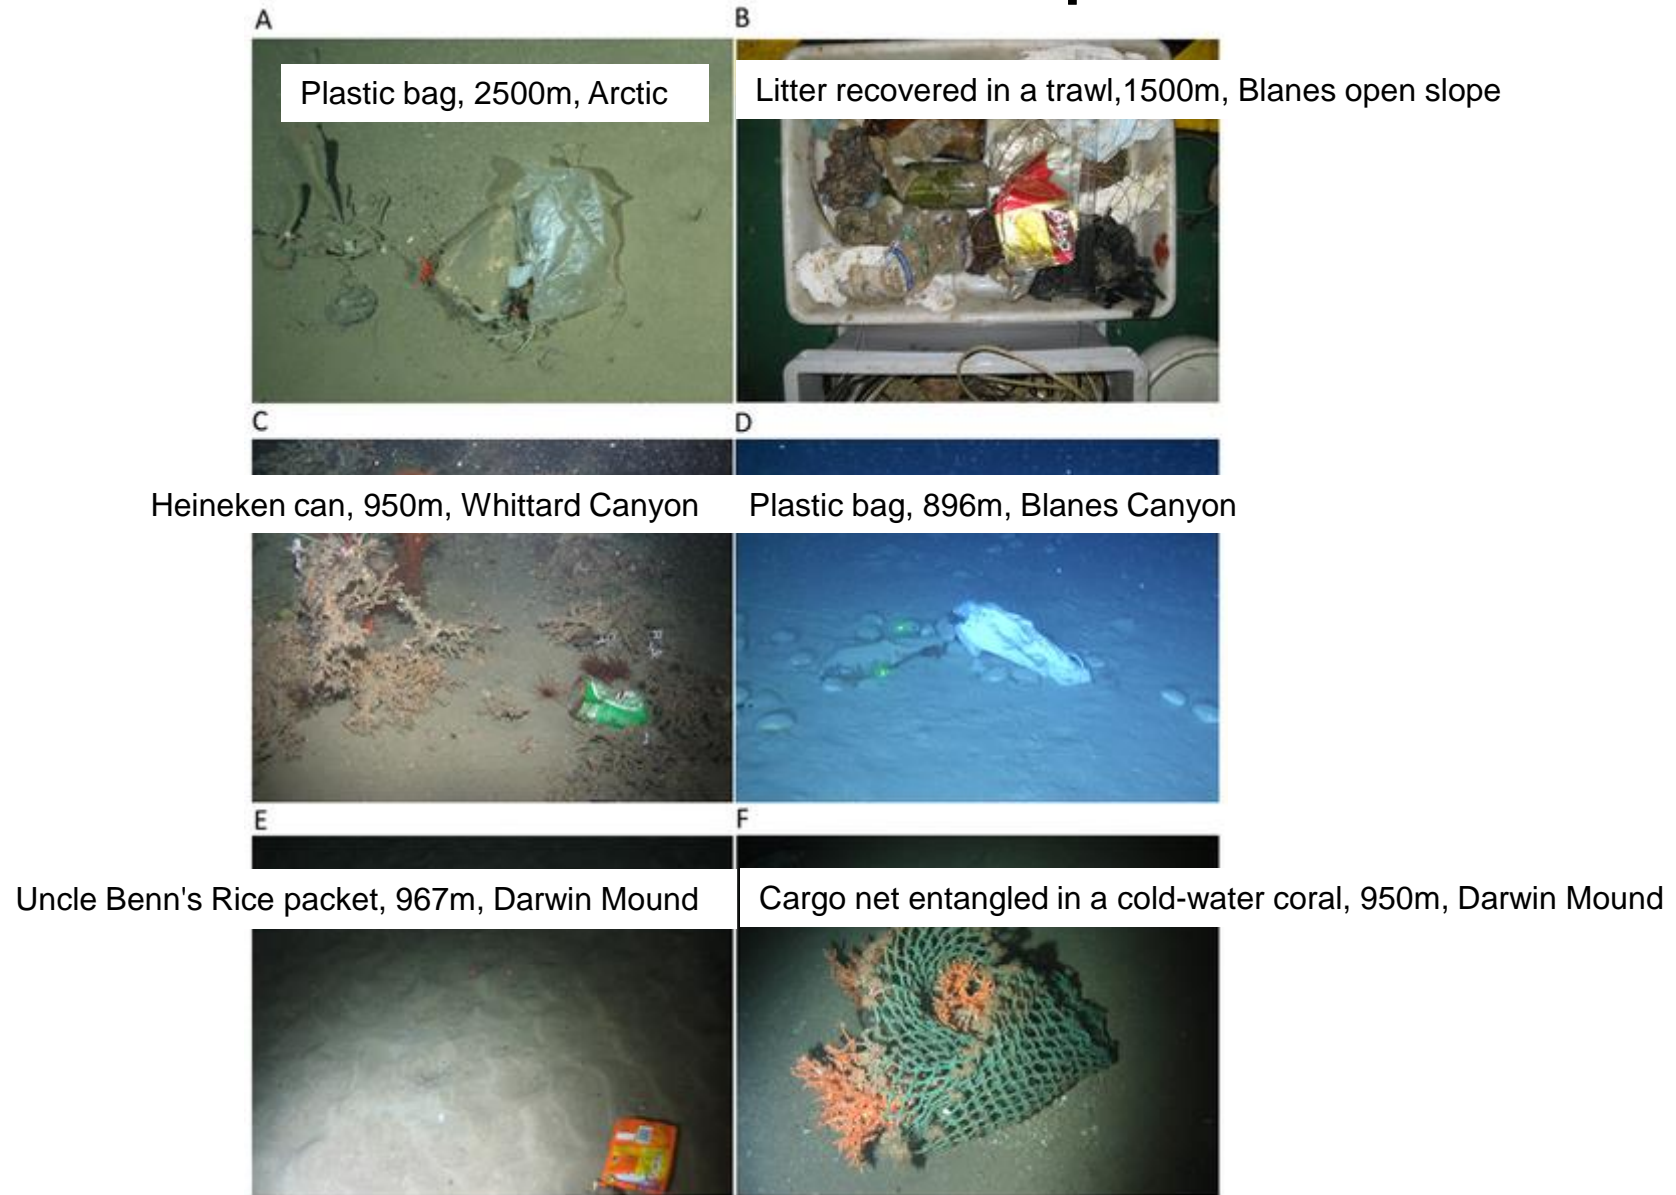 A
B
Plastic bag, 2500m, Arctic
Litter recovered in a trawl,1500m, Blanes open slope
C
D
Heineken can, 950m, Whittard Canyon
Plastic bag, 896m, Blanes Canyon
E
F
Uncle Benn's Rice packet, 967m, Darwin Mound
Cargo net entangled in a cold-water coral, 950m, Darwin Mound